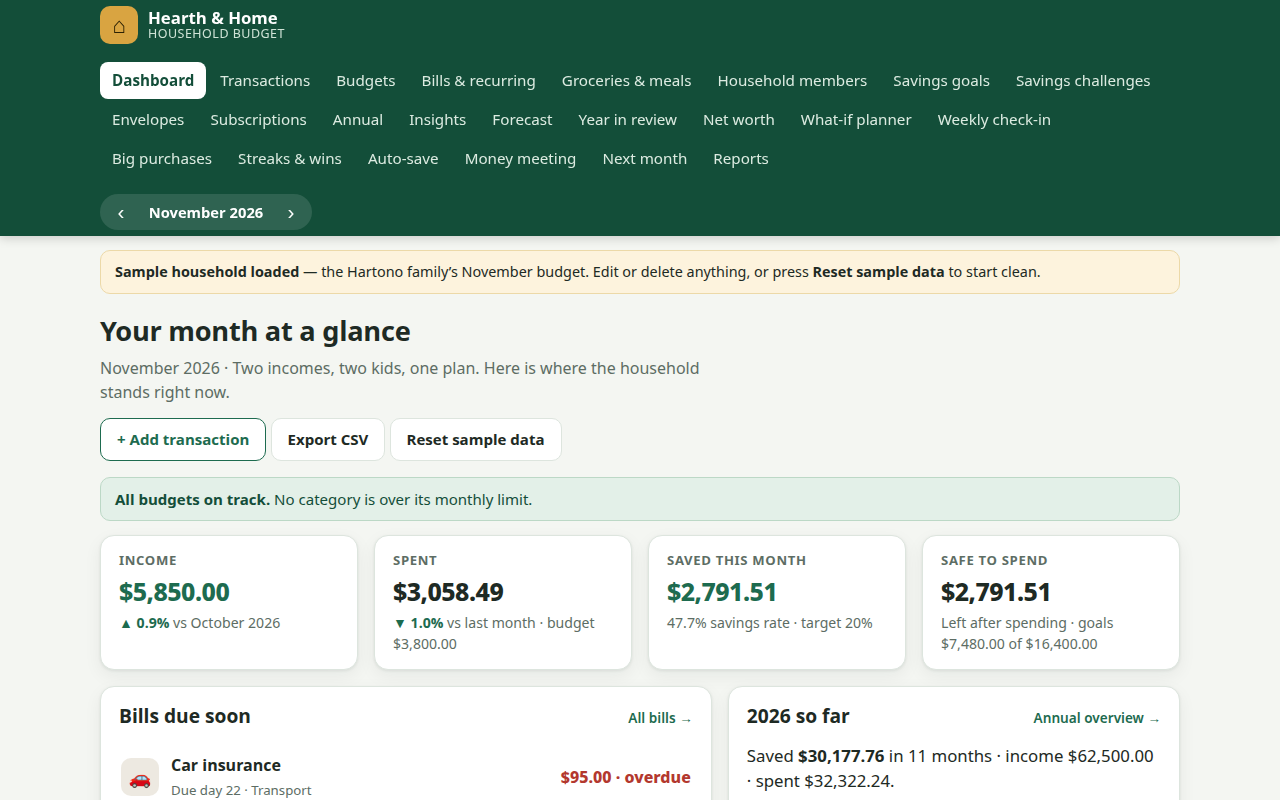 Hearth & Home
HOUSEHOLD BUDGET
Dashboard Transactions Budgets Bills & recurring Groceries & meals Household members Savings goals Savings challenges
Envelopes Subscriptions Annual Insights Forecast Year in review Net worth What-if planner Weekly check-in
Big purchases Streaks & wins Auto-save Money meeting Next month Reports
‹ November 2026 ›
Sample household loaded — the Hartono family's November budget. Edit or delete anything, or press Reset sample data to start clean.
Your month at a glance
November 2026 · Two incomes, two kids, one plan. Here is where the household
stands right now.
+ Add transaction Export CSV Reset sample data
All budgets on track. No category is over its monthly limit.
INCOME
$5,850.00
▲ 0.9% vs October 2026
SPENT
$3,058.49
▼ 1.0% vs last month · budget
$3,800.00
SAVED THIS MONTH
$2,791.51
47.7% savings rate · target 20%
SAFE TO SPEND
$2,791.51
Left after spending · goals
$7,480.00 of $16,400.00
Bills due soon
All bills →
Car insurance
Due day 22 · Transport
$95.00 · overdue
2026 so far
Annual overview →
Saved $30,177.76 in 11 months · income $62,500.00
· spent $32,322.24.